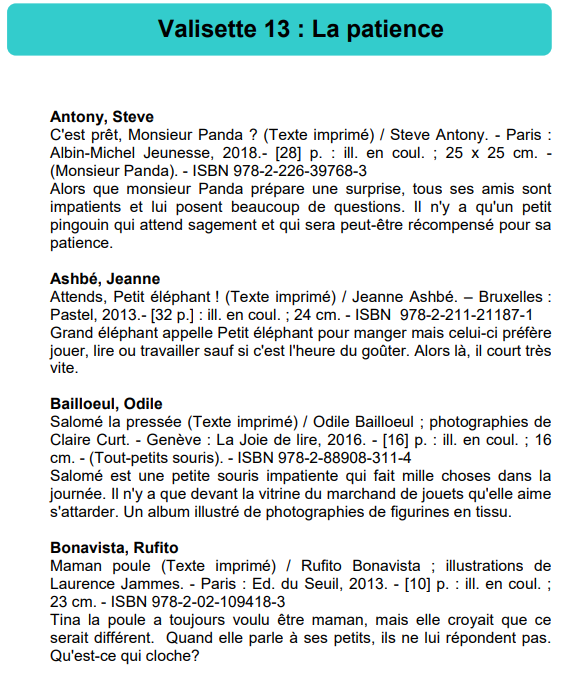 Valisette 13 : La patience
Antony, Steve
C'est prêt, Monsieur Panda ? (Texte imprimé) / Steve Antony. - Paris :
Albin-Michel Jeunesse, 2018.- [28] p. : ill. en coul. ; 25 x 25 cm. -
(Monsieur Panda). - ISBN 978-2-226-39768-3
Alors que monsieur Panda prépare une surprise, tous ses amis sont
impatients et lui posent beaucoup de questions. Il n'y a qu'un petit
pingouin qui attend sagement et qui sera peut-être récompensé pour sa
patience.
Ashbé, Jeanne
Attends, Petit éléphant ! (Texte imprimé) / Jeanne Ashbé. – Bruxelles :
Pastel, 2013.- [32 p.] : ill. en coul. ; 24 cm. - ISBN 978-2-211-21187-1
Grand éléphant appelle Petit éléphant pour manger mais celui-ci préfère
jouer, lire ou travailler sauf si c'est l'heure du goûter. Alors là, il court très
vite.
Bailloeul, Odile
Salomé la pressée (Texte imprimé) / Odile Bailloeul ; photographies de
Claire Curt. - Genève : La Joie de lire, 2016. - [16] p. : ill. en coul. ; 16
cm. - (Tout-petits souris). - ISBN 978-2-88908-311-4
Salomé est une petite souris impatiente qui fait mille choses dans la
journée. Il n'y a que devant la vitrine du marchand de jouets qu'elle aime
s'attarder. Un album illustré de photographies de figurines en tissu.
Bonavista, Rufito
Maman poule (Texte imprimé) / Rufito Bonavista ; illustrations de
Laurence Jammes. - Paris : Ed. du Seuil, 2013. - [10] p. : ill. en coul. ;
23 cm. - ISBN 978-2-02-109418-3
Tina la poule a toujours voulu être maman, mais elle croyait que ce
serait différent. Quand elle parle à ses petits, ils ne lui répondent pas.
Qu'est-ce qui cloche?